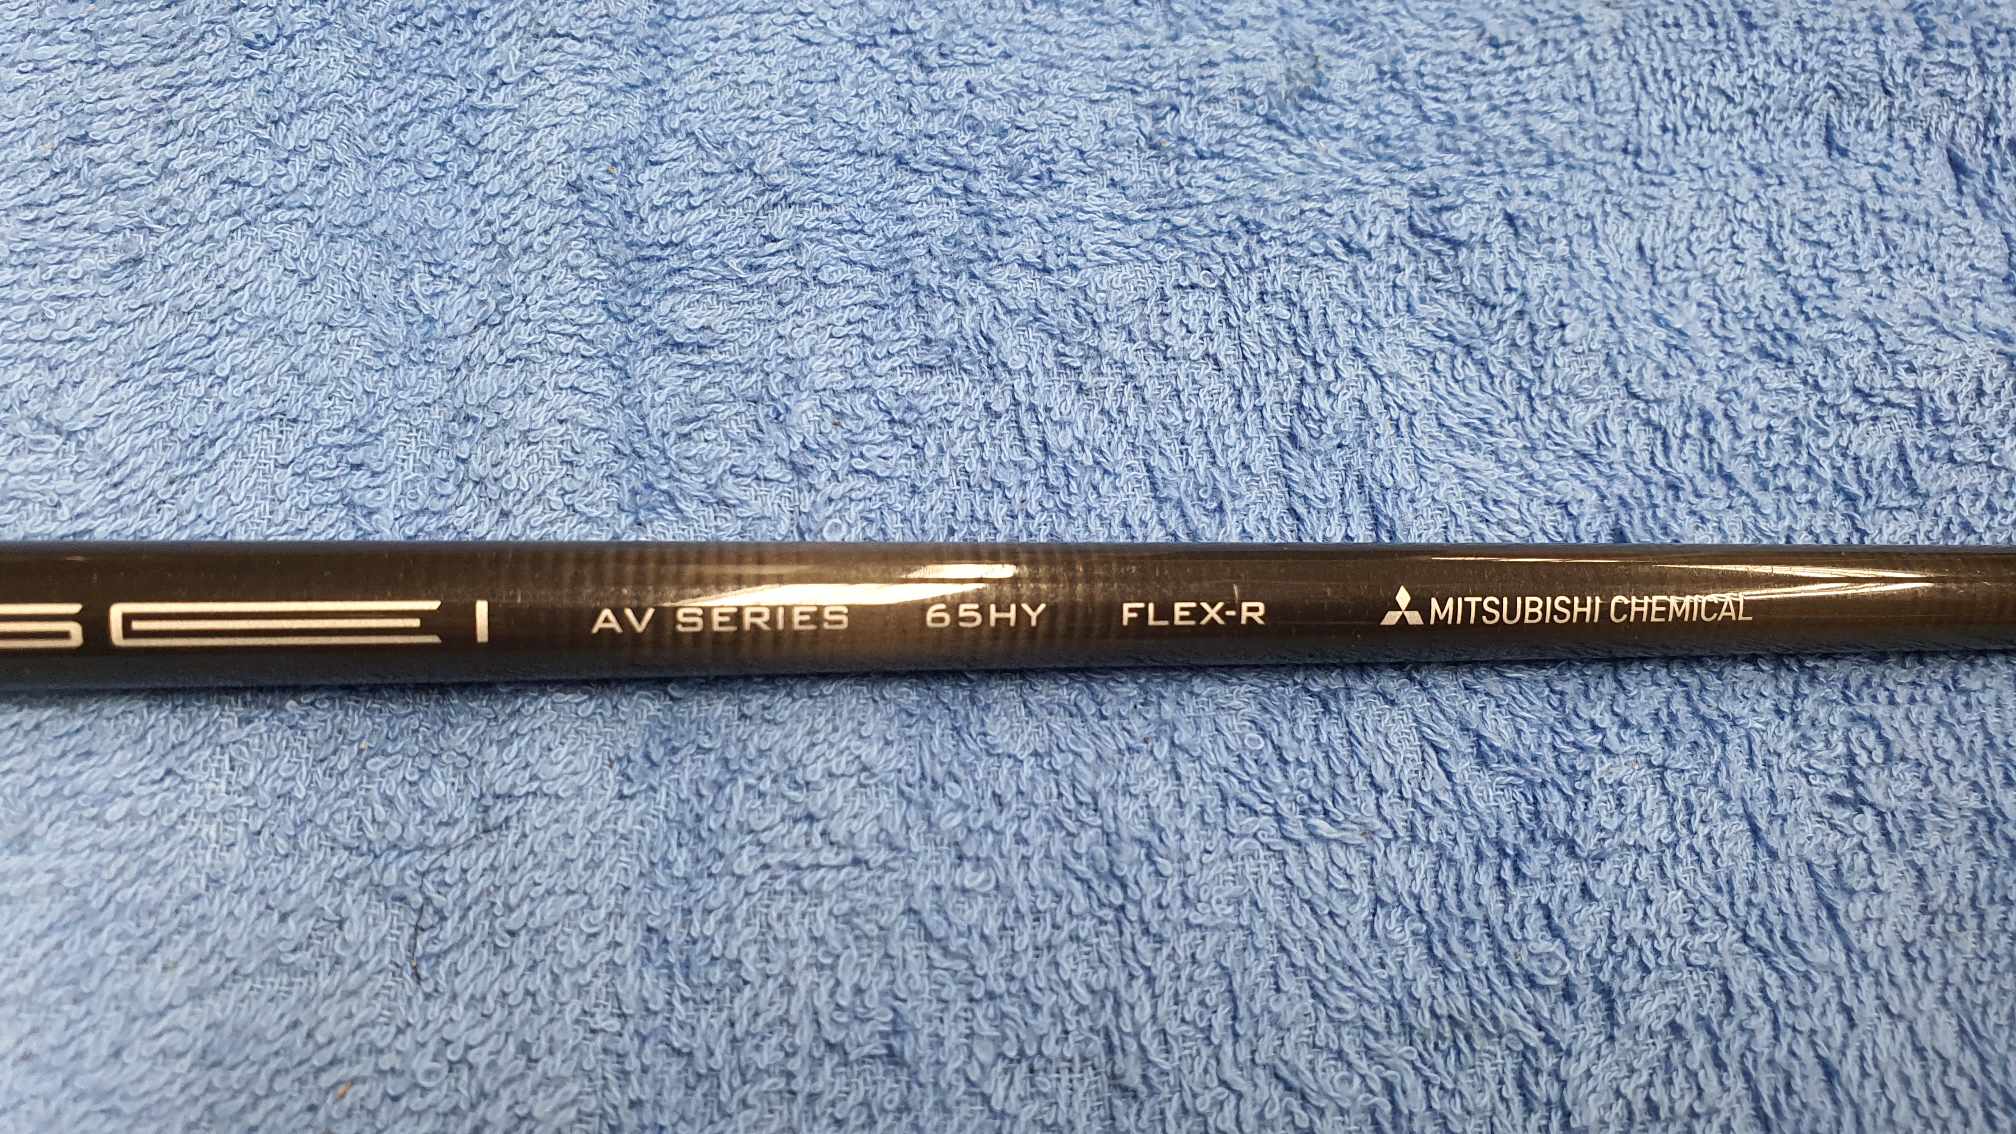 AV SERIES 65HY FLEX-R MITSUBISHI CHEMICAL